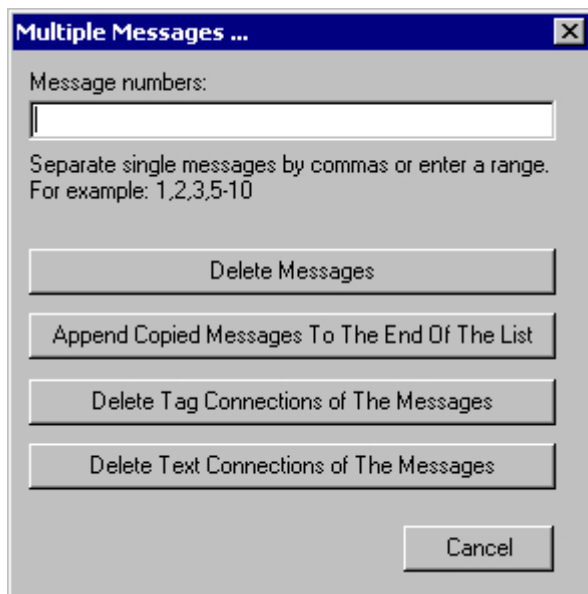 Multiple Messages ...
Message numbers:
Separate single messages by commas or enter a range.
For example: 1,2,3,5-10
Delete Messages
Append Copied Messages To The End Of The List
Delete Tag Connections of The Messages
Delete Text Connections of The Messages
Cancel